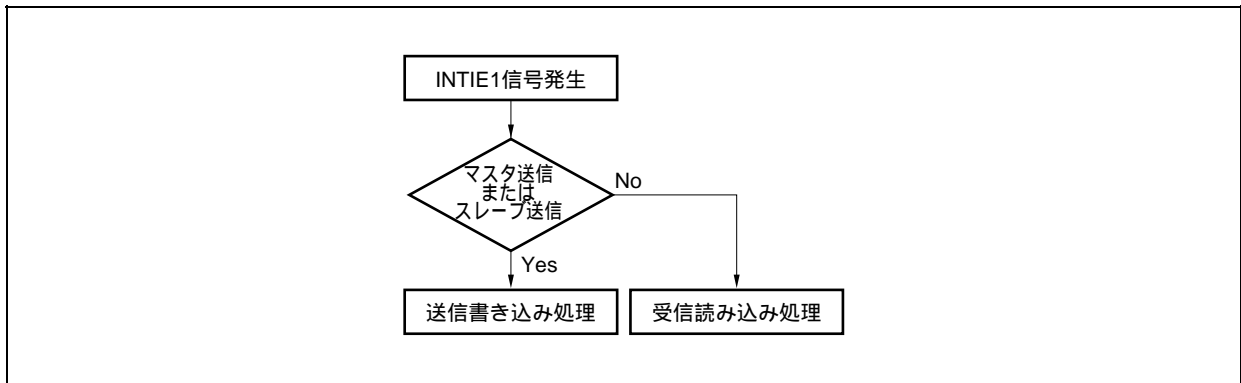 INTIE1信号発生
マスタ送信
または
スレーブ送信
No
Yes
送信書き込み処理
受信読み込み処理